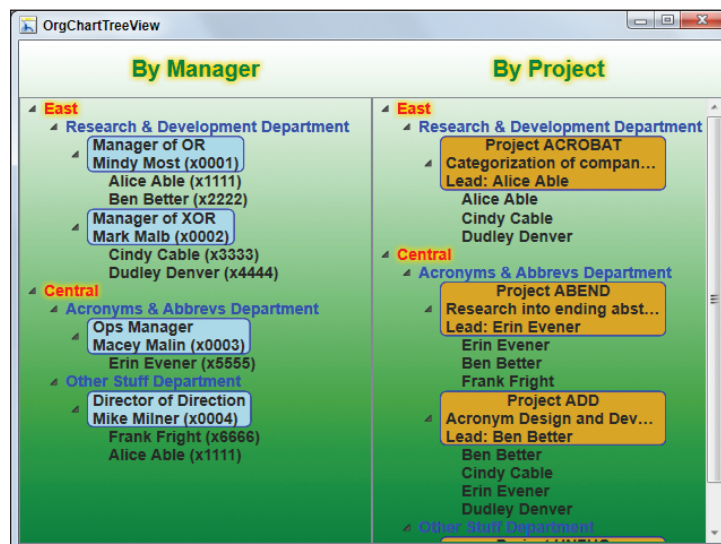 OrgChartTreeView
By Manager
East
Research & Development Department
Manager of OR
Mindy Most (x0001)
Alice Able (x1111)
Ben Better (x2222)
Manager of XOR
Mark Malb (x0002)
Cindy Cable (x3333)
Dudley Denver (x4444)
Central
Acronyms & Abbrevs Department
Ops Manager
Macey Malin (x0003)
Erin Evener (x5555)
Other Stuff Department
Director of Direction
Mike Milner (x0004)
Frank Fright (x6666)
Alice Able (x1111)
By Project
East
Research & Development Department
Project ACROBAT
Categorization of compan...
Lead: Alice Able
Alice Able
Cindy Cable
Dudley Denver
Central
Acronyms & Abbrevs Department
Project ABEND
Research into ending abst...
Lead: Erin Evener
Erin Evener
Ben Better
Frank Fright
Project ADD
Acronym Design and Dev...
Lead: Ben Better
Ben Better
Cindy Cable
Erin Evener
Dudley Denver
Other Stuff Department
Project